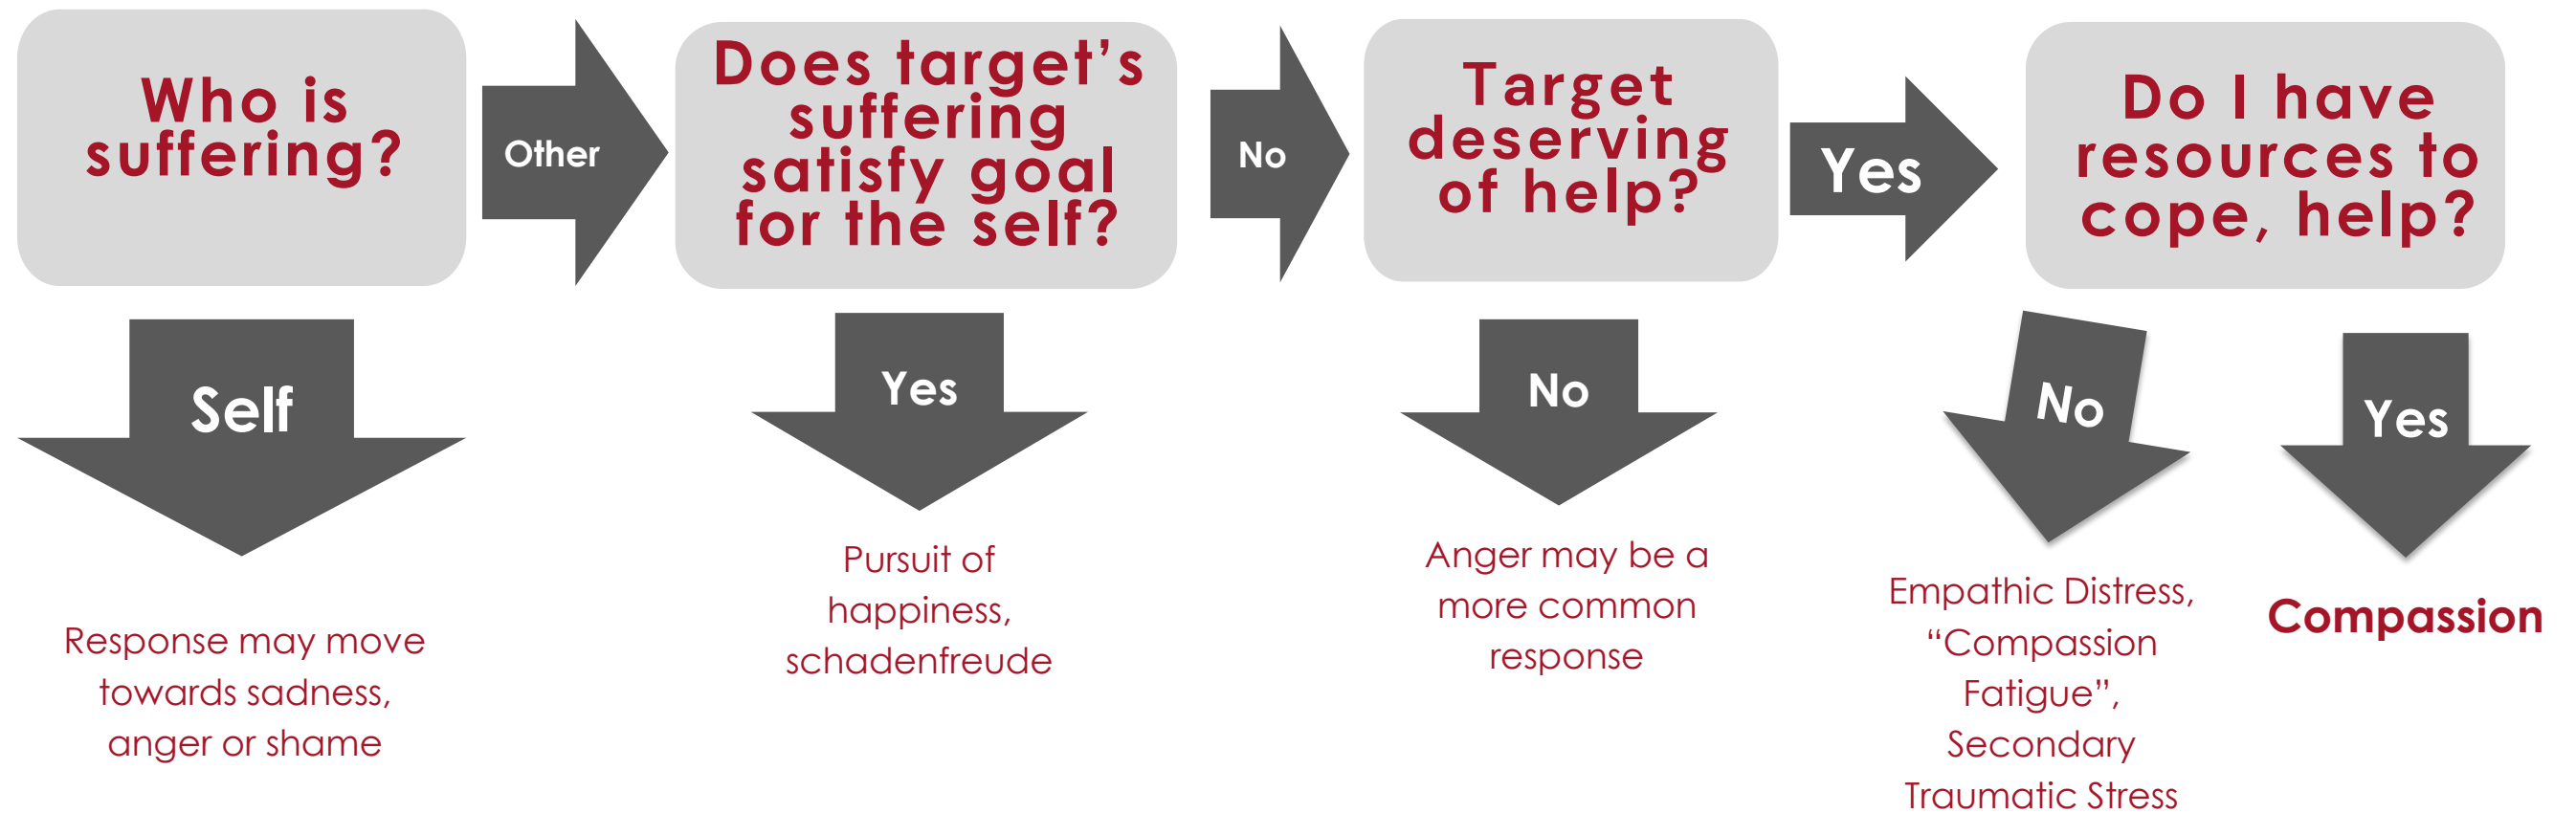 Who is
suffering?
Other
Does target's
suffering
satisfy goal
for the self?
No
Target
deserving
of help?
Yes
Do I have
resources to
cope, help?
Self
Yes
No
No
Yes
Response may move
towards sadness,
anger or shame
Pursuit of
happiness,
schadenfreude
Anger may be a
more common
response
Empathic Distress,
“Compassion
Fatigue”,
Secondary
Traumatic Stress
Compassion